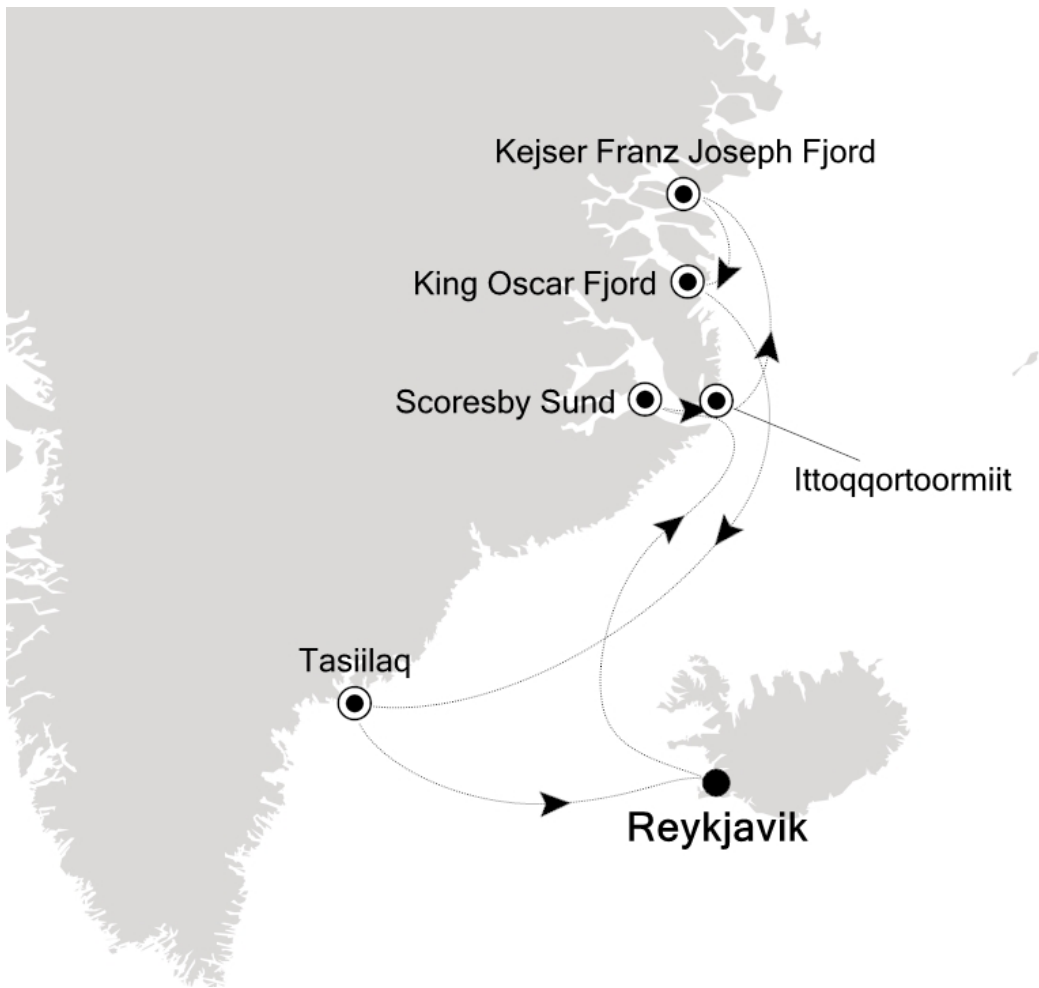 Kejser Franz Joseph Fjord
King Oscar Fjord
Scoresby Sund
Ittoqqortoormiit
Tasiilaq
Reykjavik